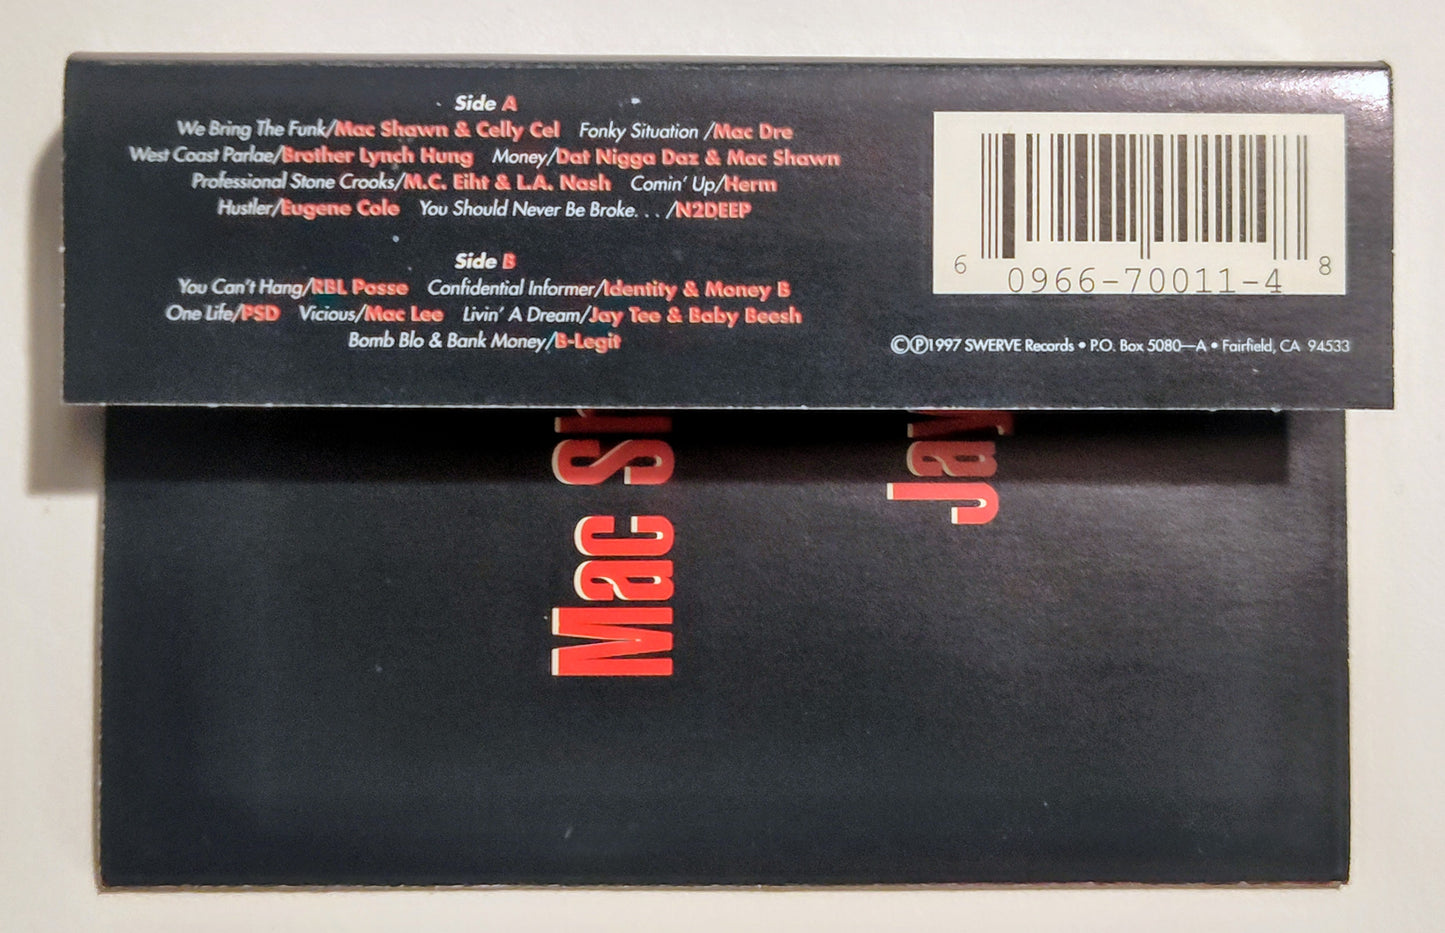 Side A
We Bring The Funk/Mac Shawn & Celly Cel Fonky Situation /Mac Dre
West Coast Parlae/Brother Lynch Hung Money/Dat Nigga Daz & Mac Shawn
Professional Stone Crooks/M.C. Eiht & L.A. Nash Comin' Up/Herm
Hustler/Eugene Cole You Should Never Be Broke. . . /N2DEEP
Side B
You Can't Hang/RBL Posse Confidential Informer/Identity & Money B
One Life/PSD Vicious/Mac Lee Livin' A Dream/Jay Tee & Baby Beesh
Bomb Blo & Bank Money/B-Legit
6 0966-70011-4 8
©℗1997 SWERVE Records • P.O. Box 5080—A • Fairfield, CA 94533
Mac
Jay